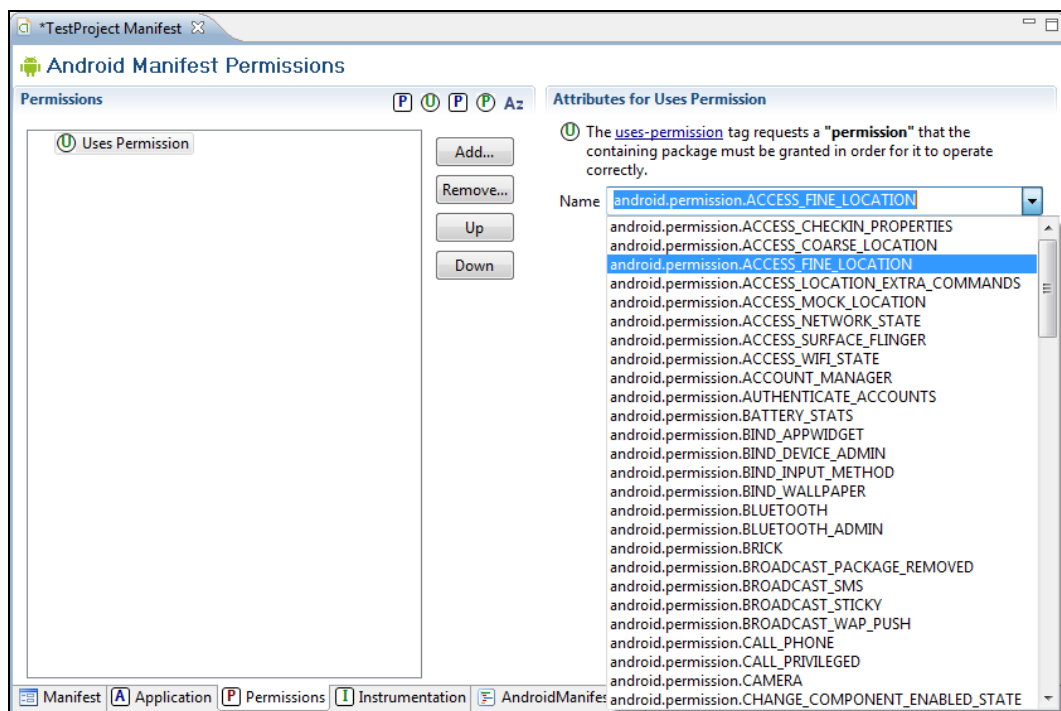 *TestProject Manifest
Android Manifest Permissions
Permissions
P U P P Az
U Uses Permission
Add...
Remove...
Up
Down
Attributes for Uses Permission
U The uses-permission tag requests a "permission" that the
containing package must be granted in order for it to operate
correctly.
Name android.permission.ACCESS_FINE_LOCATION
android.permission.ACCESS_CHECKIN_PROPERTIES
android.permission.ACCESS_COARSE_LOCATION
android.permission.ACCESS_FINE_LOCATION
android.permission.ACCESS_LOCATION_EXTRA_COMMANDS
android.permission.ACCESS_MOCK_LOCATION
android.permission.ACCESS_NETWORK_STATE
android.permission.ACCESS_SURFACE_FLINGER
android.permission.ACCESS_WIFI_STATE
android.permission.ACCOUNT_MANAGER
android.permission.AUTHENTICATE_ACCOUNTS
android.permission.BATTERY_STATS
android.permission.BIND_APPWIDGET
android.permission.BIND_DEVICE_ADMIN
android.permission.BIND_INPUT_METHOD
android.permission.BIND_WALLPAPER
android.permission.BLUETOOTH
android.permission.BLUETOOTH_ADMIN
android.permission.BRICK
android.permission.BROADCAST_PACKAGE_REMOVED
android.permission.BROADCAST_SMS
android.permission.BROADCAST_STICKY
android.permission.BROADCAST_WAP_PUSH
android.permission.CALL_PHONE
android.permission.CALL_PRIVILEGED
android.permission.CAMERA
android.permission.CHANGE_COMPONENT_ENABLED_STATE
Manifest A Application P Permissions I Instrumentation AndroidManifes